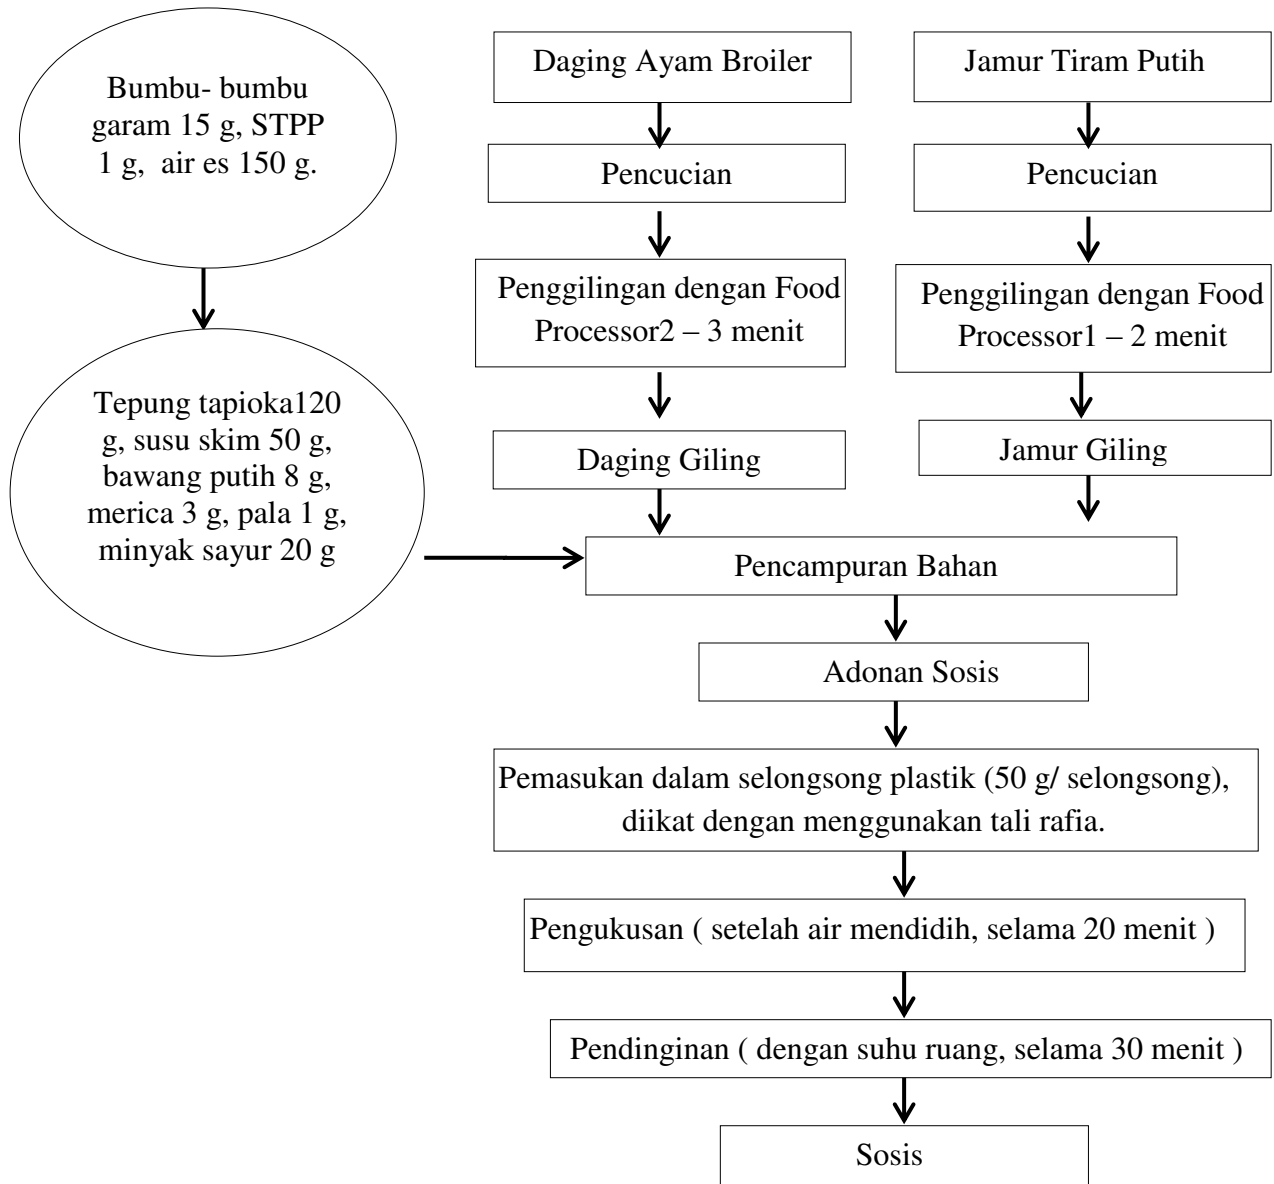 Bumbu- bumbu
garam 15 g, STPP
1 g, air es 150 g.
Tepung tapioka120
g, susu skim 50 g,
bawang putih 8 g,
merica 3 g, pala 1 g,
minyak sayur 20 g
Daging Ayam Broiler
Pencucian
Penggilingan dengan Food
Processor2 – 3 menit
Daging Giling
Jamur Tiram Putih
Pencucian
Penggilingan dengan Food
Processor1 – 2 menit
Jamur Giling
Pencampuran Bahan
Adonan Sosis
Pemasukan dalam selongsong plastik (50 g/ selongsong),
diikat dengan menggunakan tali rafia.
Pengukusan ( setelah air mendidih, selama 20 menit )
Pendinginan ( dengan suhu ruang, selama 30 menit )
Sosis